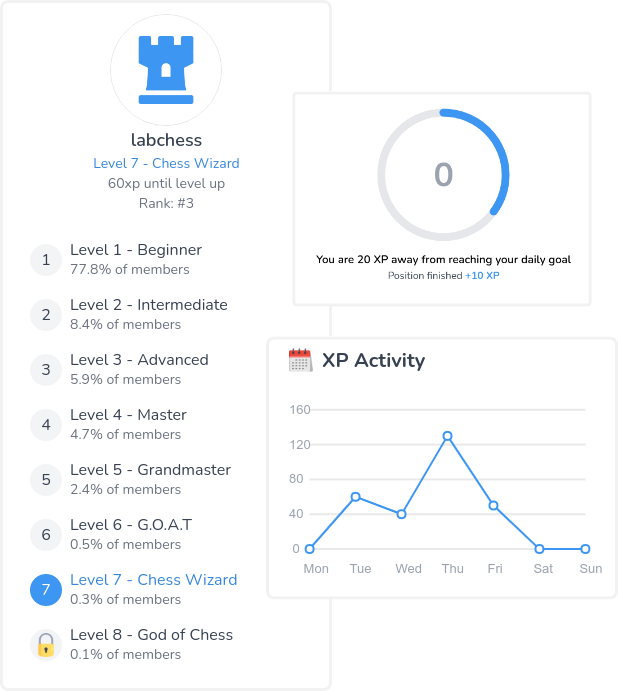 labchess
Level 7 - Chess Wizard
60xp until level up
Rank: #3
1
Level 1 - Beginner
77.8% of members
2
Level 2 - Intermediate
8.4% of members
3
Level 3 - Advanced
5.9% of members
4
Level 4 - Master
4.7% of members
5
Level 5 - Grandmaster
2.4% of members
6
Level 6 - G.O.A.T
0.5% of members
7
Level 7 - Chess Wizard
0.3% of members
Level 8 - God of Chess
0.1% of members
0
You are 20 XP away from reaching your daily goal
Position finished +10 XP
XP Activity
160
120
80
40
0
Mon Tue Wed Thu Fri Sat Sun